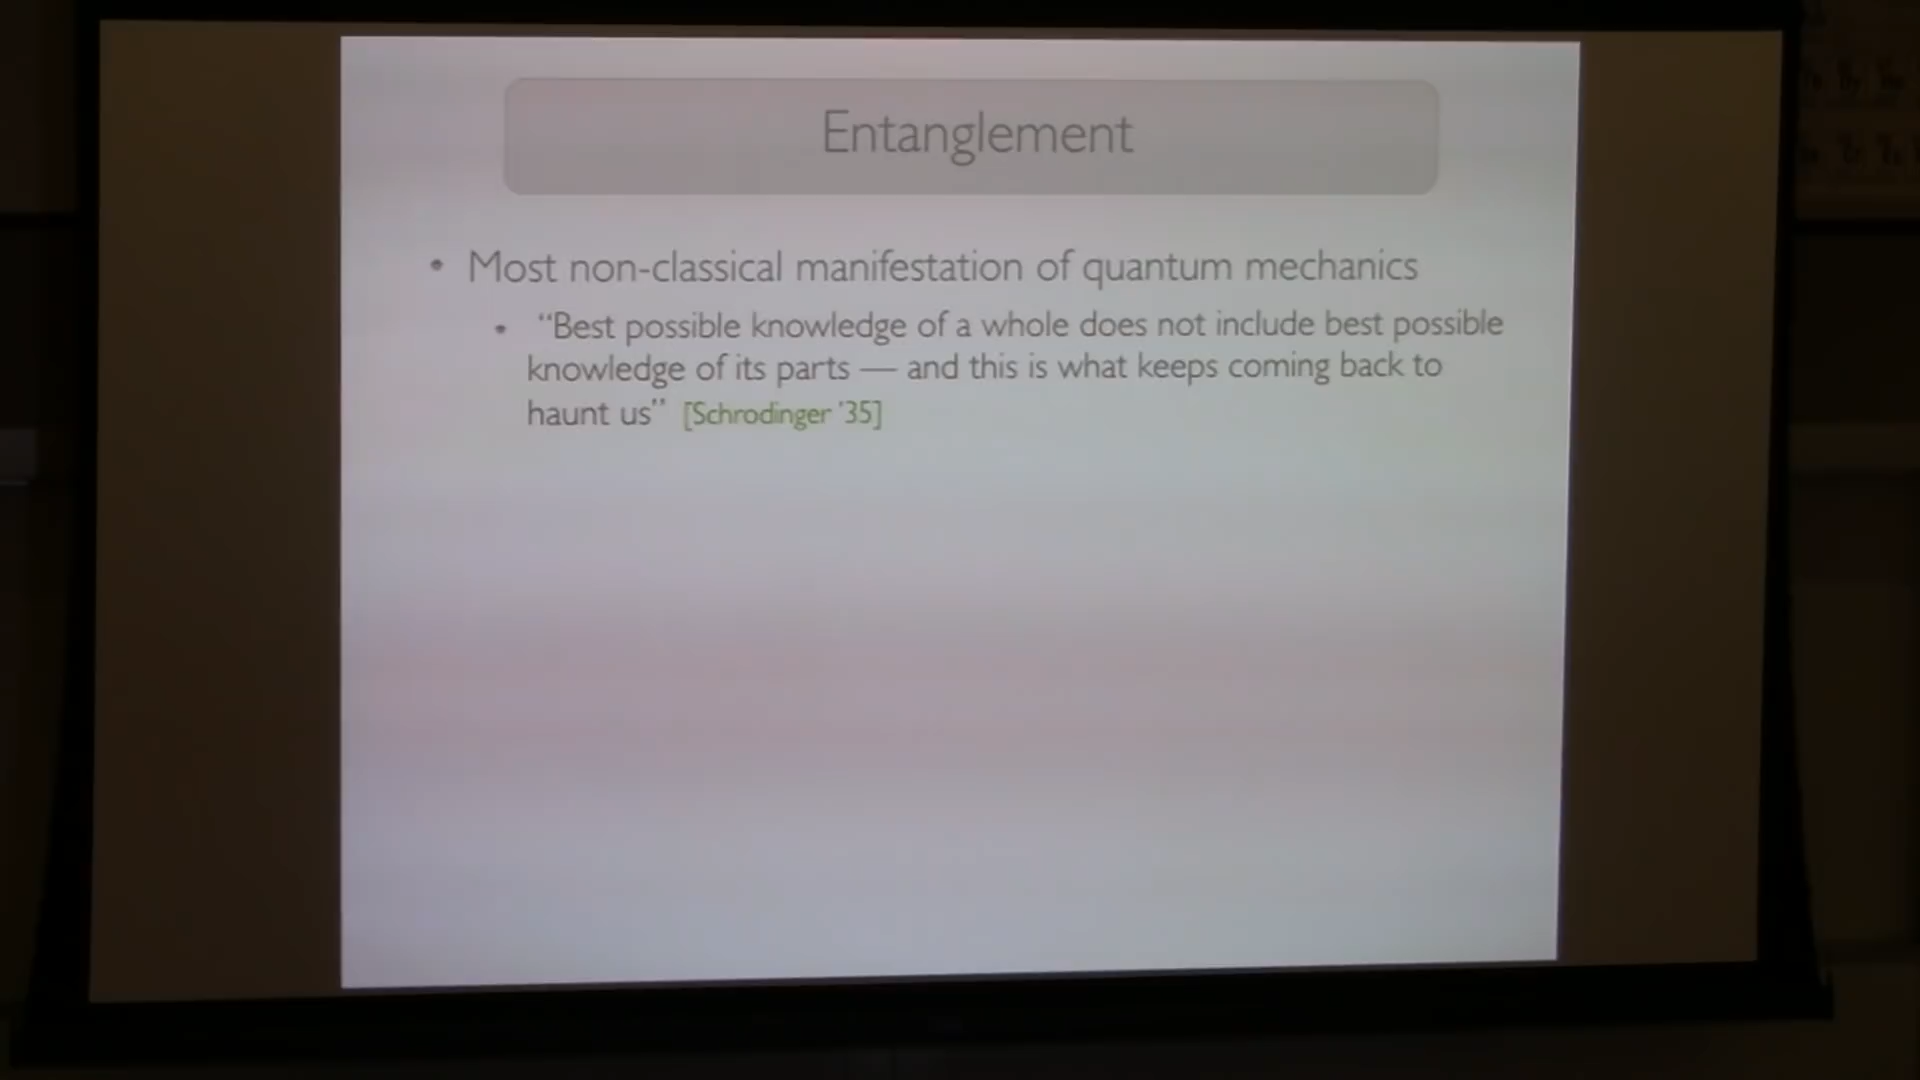 Entanglement
• Most non-classical manifestation of quantum mechanics
• “Best possible knowledge of a whole does not include best possible
knowledge of its parts — and this is what keeps coming back to
haunt us” [Schrodinger '35]